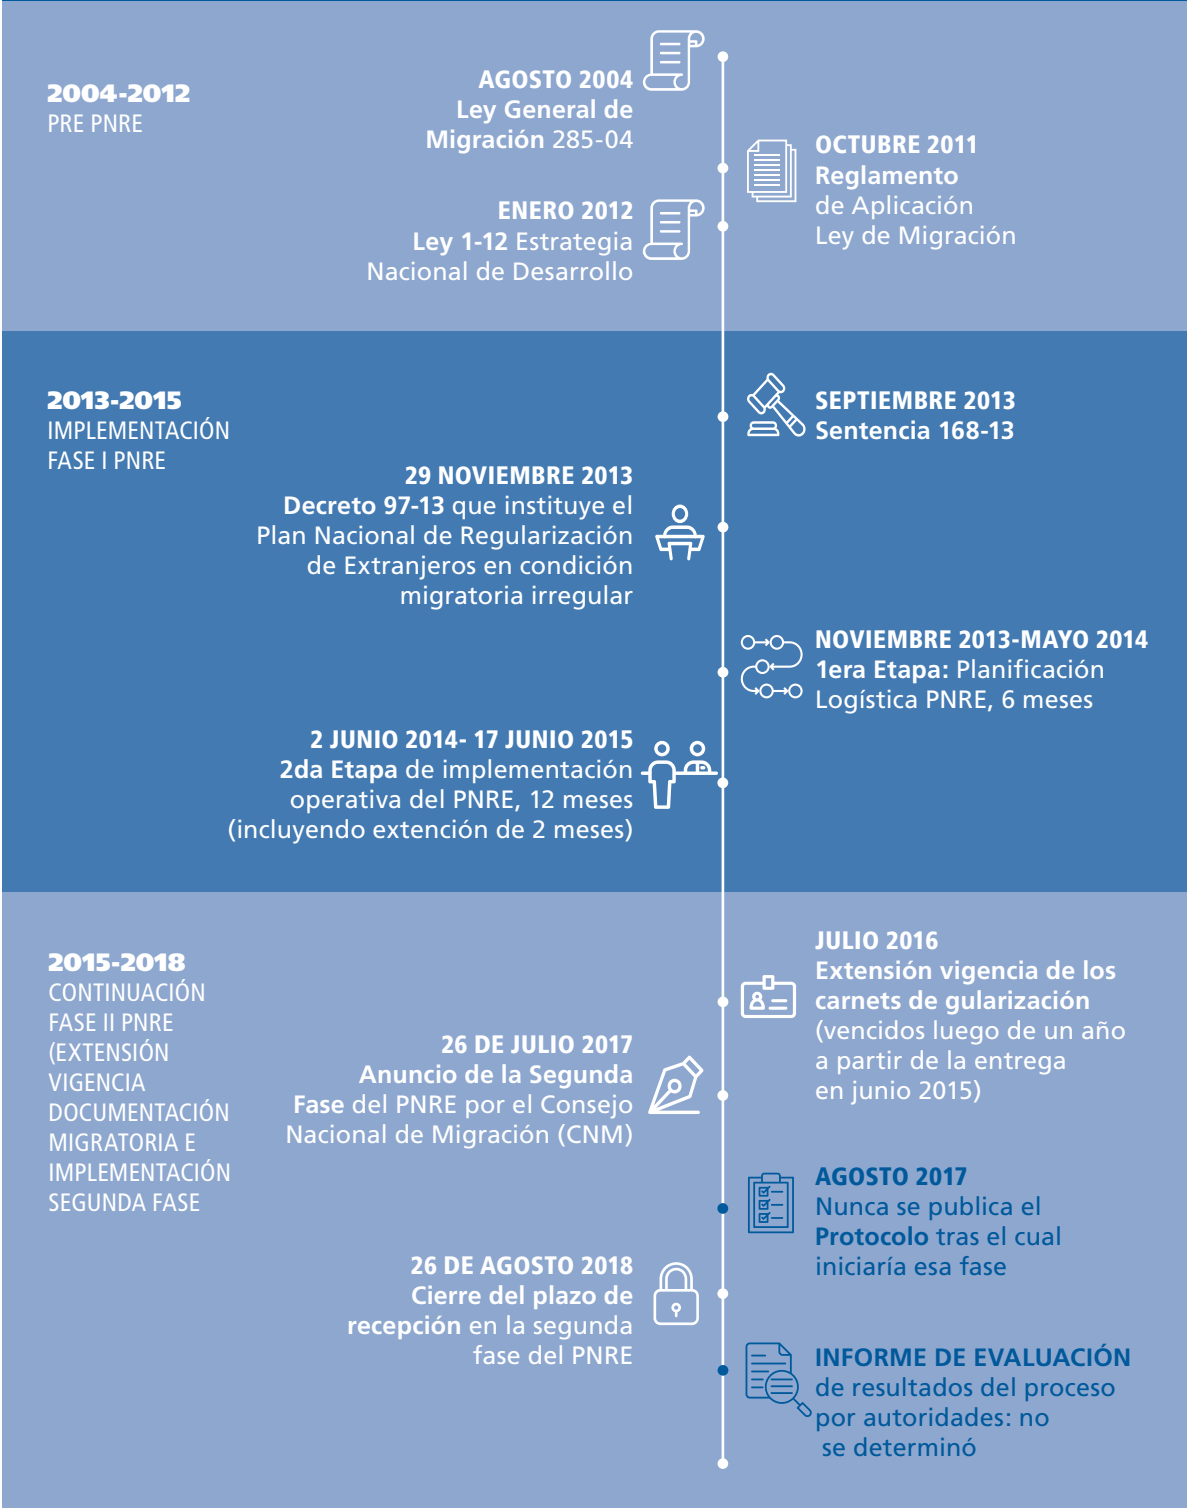 2004-2012
PRE PNRE
AGOSTO 2004
Ley General de
Migración 285-04
OCTUBRE 2011
Reglamento
de Aplicación
Ley de Migración
ENERO 2012
Ley 1-12 Estrategia
Nacional de Desarrollo
2013-2015
IMPLEMENTACIÓN
FASE I PNRE
SEPTIEMBRE 2013
Sentencia 168-13
29 NOVIEMBRE 2013
Decreto 97-13 que instituye el
Plan Nacional de Regularización
de Extranjeros en condición
migratoria irregular
NOVIEMBRE 2013-MAYO 2014
1era Etapa: Planificación
Logística PNRE, 6 meses
2 JUNIO 2014- 17 JUNIO 2015
2da Etapa de implementación
operativa del PNRE, 12 meses
(incluyendo extención de 2 meses)
2015-2018
CONTINUACIÓN
FASE II PNRE
(EXTENSIÓN
VIGENCIA
DOCUMENTACIÓN
MIGRATORIA E
IMPLEMENTACIÓN
SEGUNDA FASE
JULIO 2016
Extensión vigencia de los
carnets de gularización
(vencidos luego de un año
a partir de la entrega
en junio 2015)
26 DE JULIO 2017
Anuncio de la Segunda
Fase del PNRE por el Consejo
Nacional de Migración (CNM)
AGOSTO 2017
Nunca se publica el
Protocolo tras el cual
iniciaría esa fase
26 DE AGOSTO 2018
Cierre del plazo de
recepción en la segunda
fase del PNRE
INFORME DE EVALUACIÓN
de resultados del proceso
por autoridades: no
se determinó